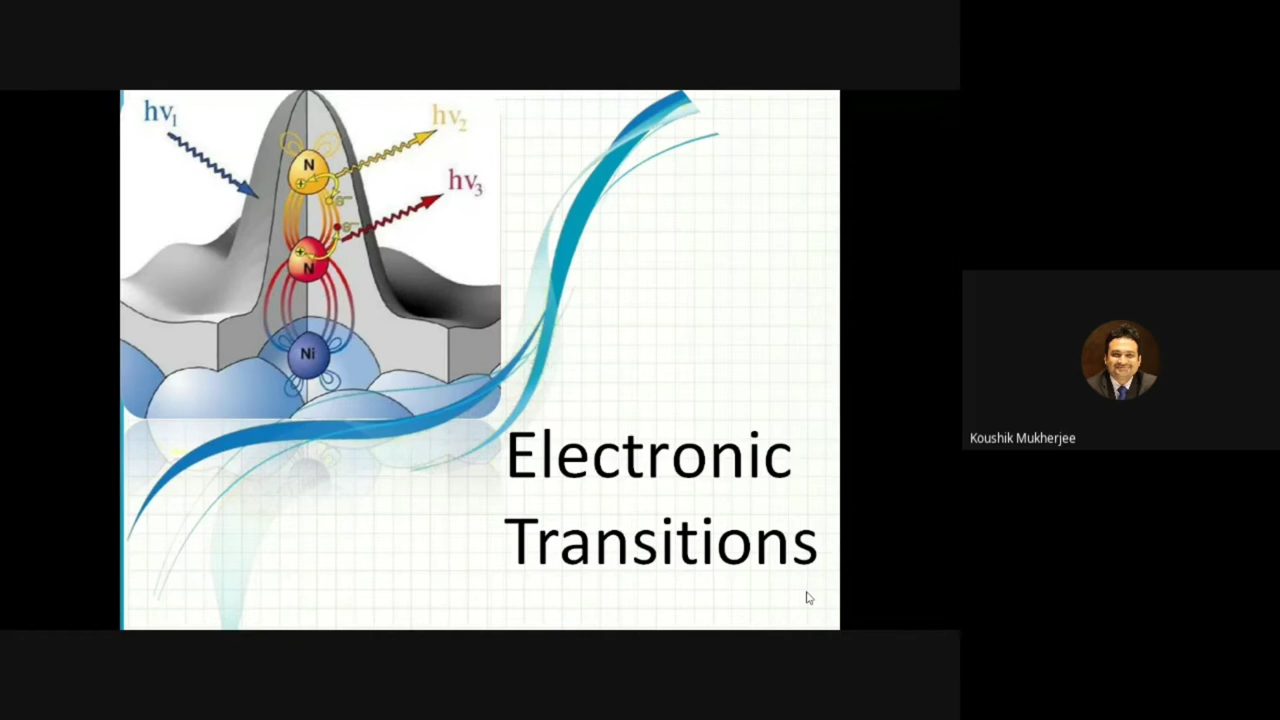 hν₁
hν₂
N
+
e⁻
hν₃
e⁻
+
N
Ni
Electronic
Transitions
Koushik Mukherjee